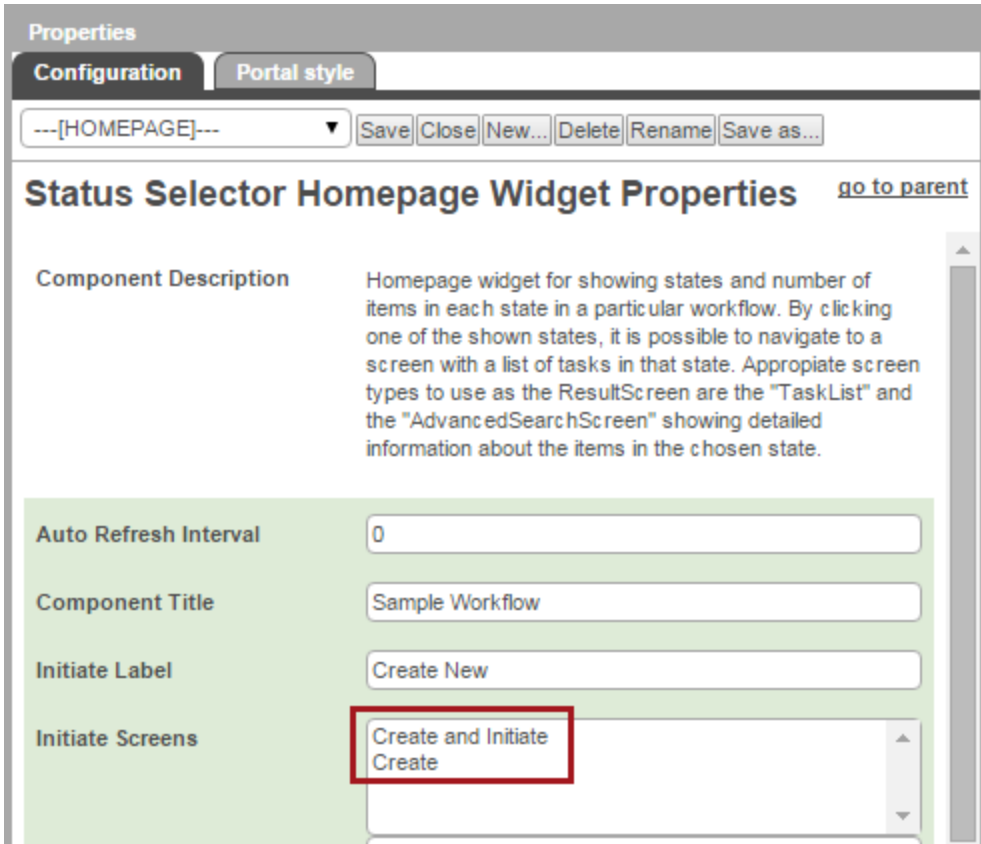 Properties
Configuration
Portal style
---[HOMEPAGE]---
Save Close New... Delete Rename Save as...
Status Selector Homepage Widget Properties
go to parent
Component Description
Homepage widget for showing states and number of
items in each state in a particular workflow. By clicking
one of the shown states, it is possible to navigate to a
screen with a list of tasks in that state. Appropiate screen
types to use as the ResultScreen are the "TaskList" and
the "AdvancedSearchScreen" showing detailed
information about the items in the chosen state.
Auto Refresh Interval
0
Component Title
Sample Workflow
Initiate Label
Create New
Initiate Screens
Create and Initiate
Create